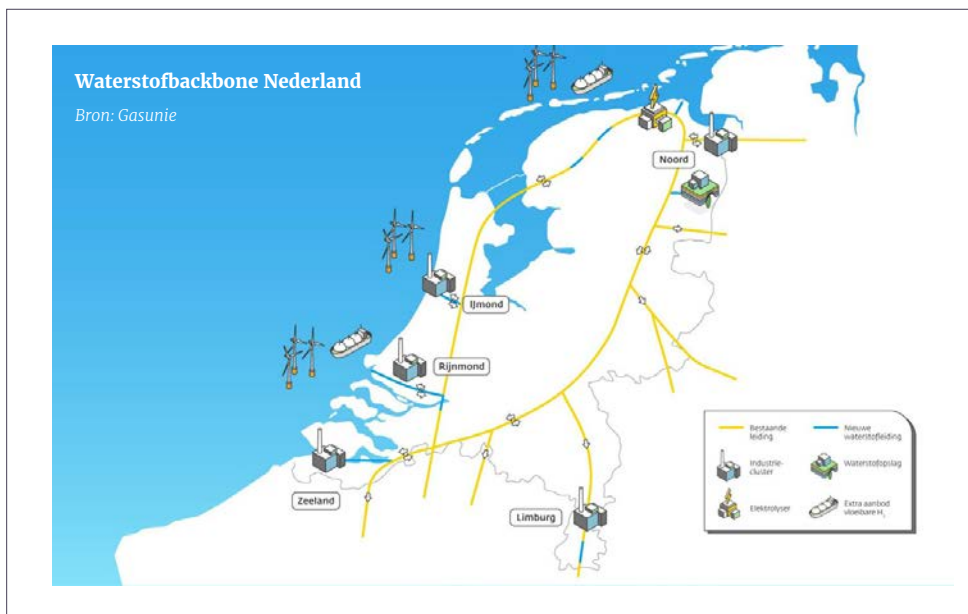 Waterstofbackbone Nederland
Bron: Gasunie
Noord
IJmond
Rijnmond
Zeeland
Limburg
Bestaande
leiding
Nieuwe
waterstofleiding
Industrie-
cluster
Waterstofopslag
Elektrolyser
Extra aanbod
vloeibare H₂